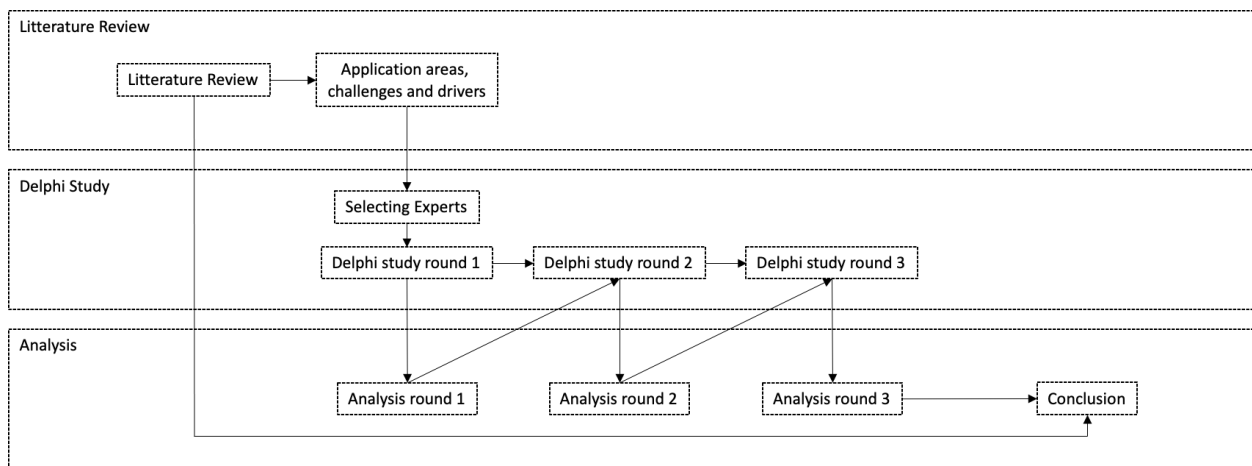 Litterature Review
Litterature Review
Application areas,
challenges and drivers
Delphi Study
Selecting Experts
Delphi study round 1
Delphi study round 2
Delphi study round 3
Analysis
Analysis round 1
Analysis round 2
Analysis round 3
Conclusion